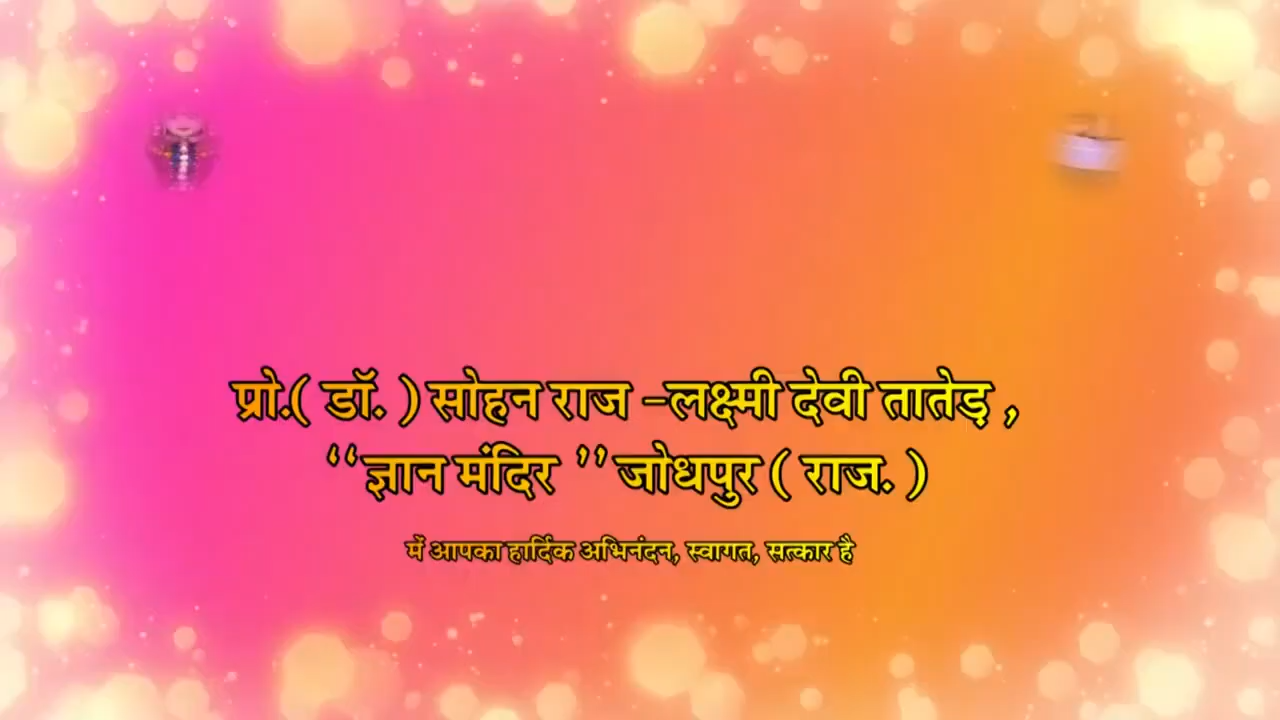 प्रो.( डॉ. ) सोहन राज -लक्ष्मी देवी तातेड़ ,
‘‘ज्ञान मंदिर ’’ जोधपुर ( राज. )
में आपका हार्दिक अभिनंदन, स्वागत, सत्कार है